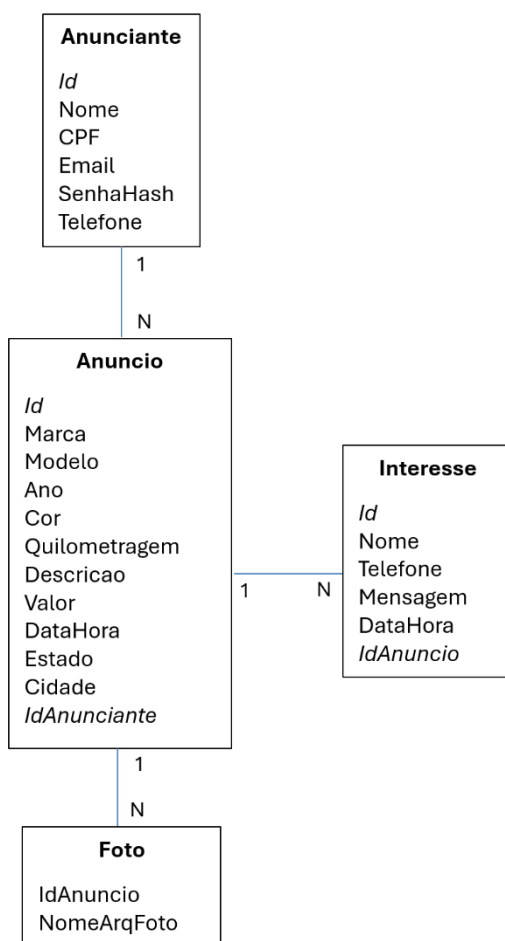 Anunciante
Id
Nome
CPF
Email
SenhaHash
Telefone
1
N
Anuncio
Id
Marca
Modelo
Ano
Cor
Quilometragem
Descricao
Valor
DataHora
Estado
Cidade
IdAnunciante
1
N
Interesse
Id
Nome
Telefone
Mensagem
DataHora
IdAnuncio
1
N
Foto
IdAnuncio
NomeArqFoto